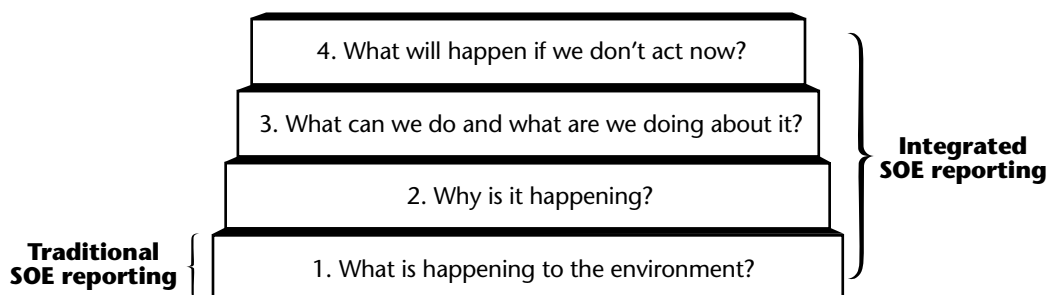 4. What will happen if we don’t act now?
3. What can we do and what are we doing about it?
Integrated
SOE reporting
2. Why is it happening?
Traditional
SOE reporting
1. What is happening to the environment?